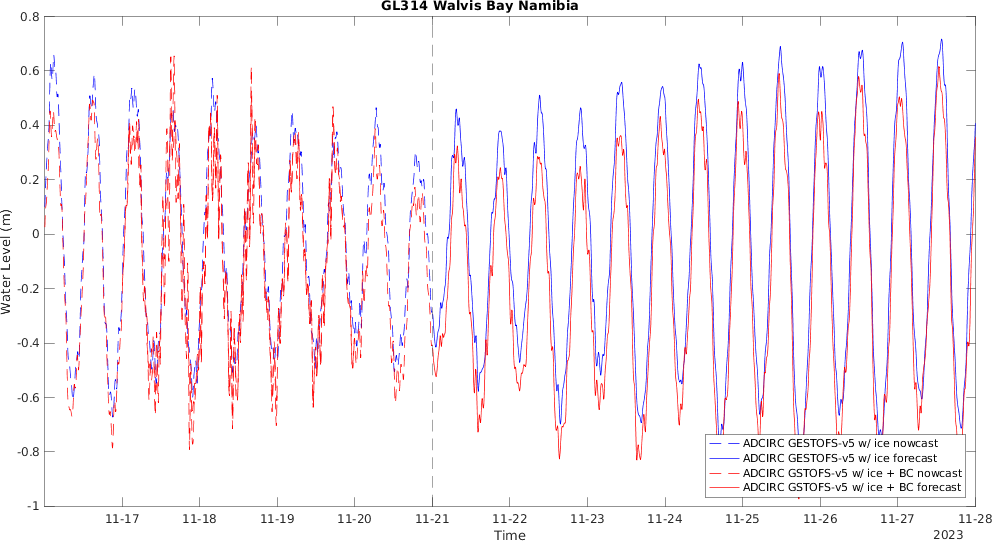 GL314 Walvis Bay Namibia
0.8
0.6
0.4
0.2
0
-0.2
-0.4
-0.6
-0.8
-1
Water Level (m)
ADCIRC GESTOFS-v5 w/ ice nowcast
ADCIRC GESTOFS-v5 w/ ice forecast
ADCIRC GSTOFS-v5 w/ ice + BC nowcast
ADCIRC GSTOFS-v5 w/ ice + BC forecast
11-17 11-18 11-19 11-20 11-21 11-22 11-23 11-24 11-25 11-26 11-27 11-28
Time
2023